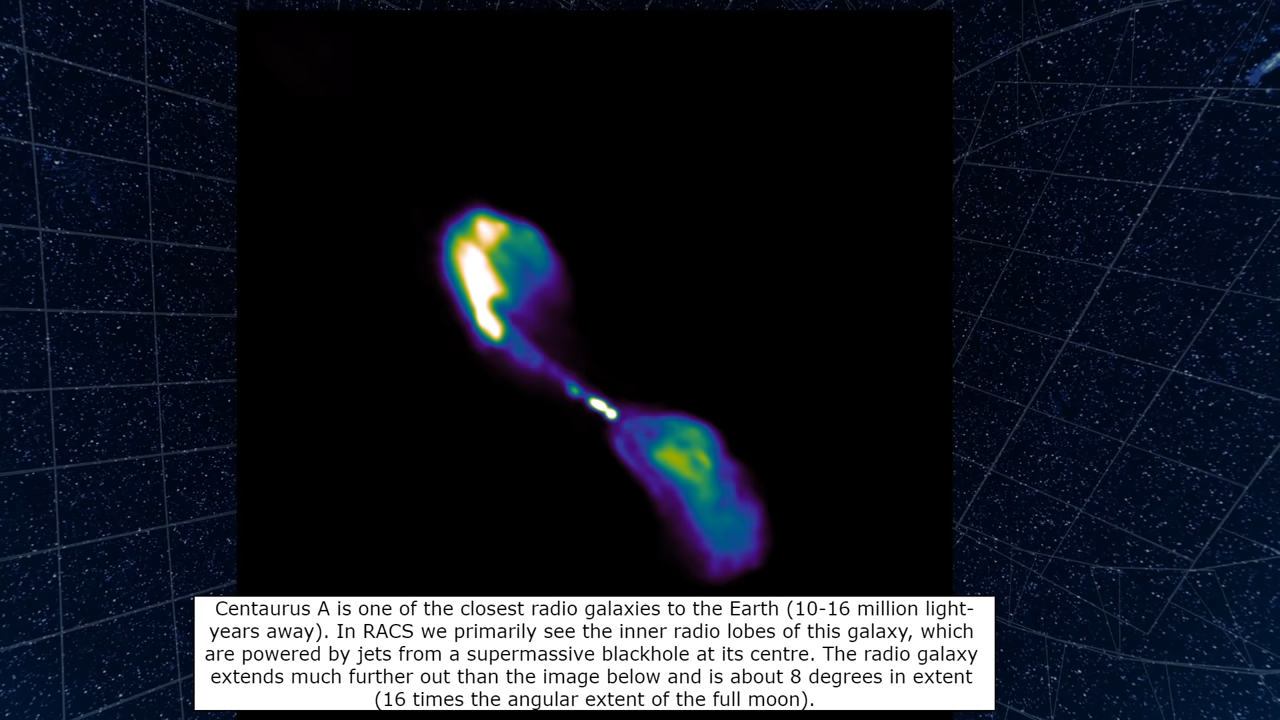 Centaurus A is one of the closest radio galaxies to the Earth (10-16 million light-
years away). In RACS we primarily see the inner radio lobes of this galaxy, which
are powered by jets from a supermassive blackhole at its centre. The radio galaxy
extends much further out than the image below and is about 8 degrees in extent
(16 times the angular extent of the full moon).